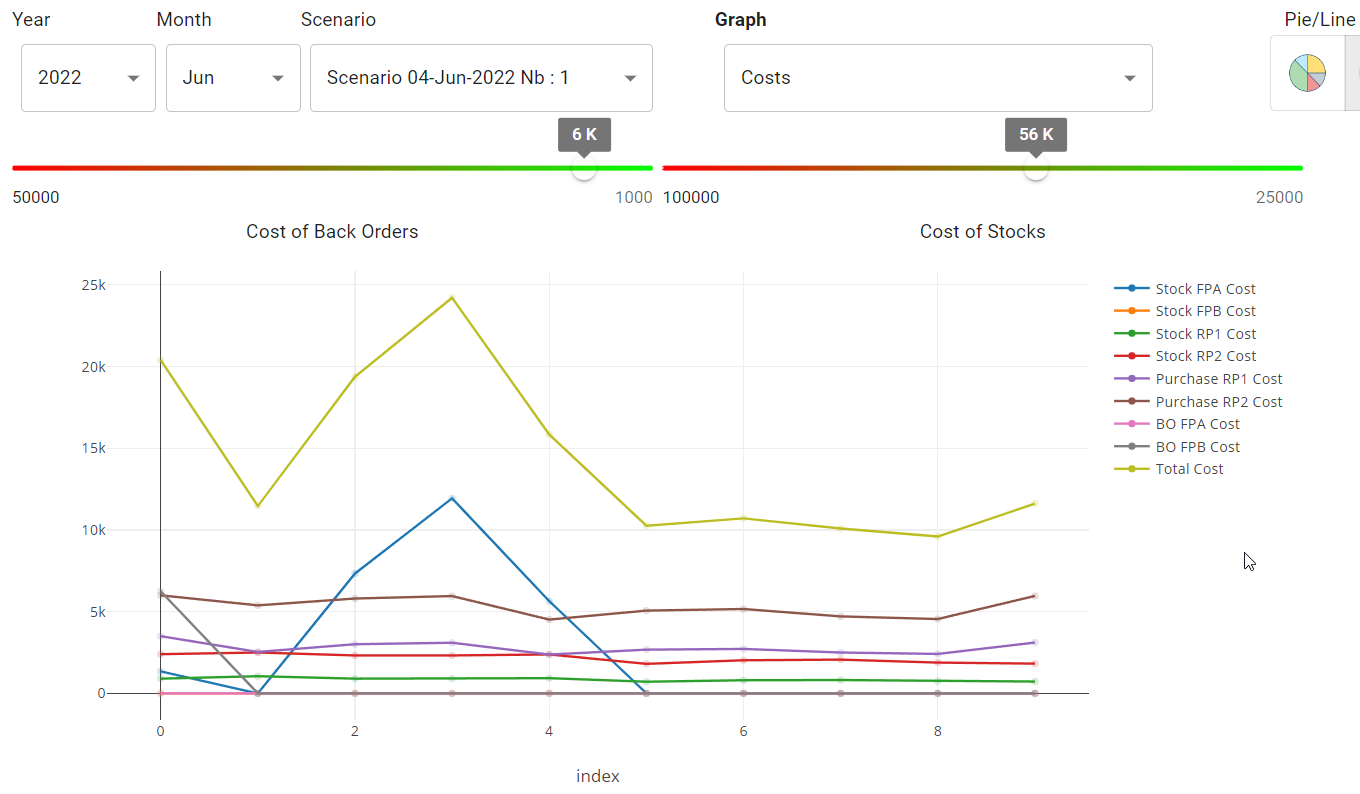 Year Month Scenario Graph Pie/Line
2022 Jun Scenario 04-Jun-2022 Nb : 1 Costs
6 K 56 K
50000 1000 100000 25000
Cost of Back Orders Cost of Stocks
25k
20k
15k
10k
5k
0
0 2 4 6 8
index
Stock FPA Cost
Stock FPB Cost
Stock RP1 Cost
Stock RP2 Cost
Purchase RP1 Cost
Purchase RP2 Cost
BO FPA Cost
BO FPB Cost
Total Cost